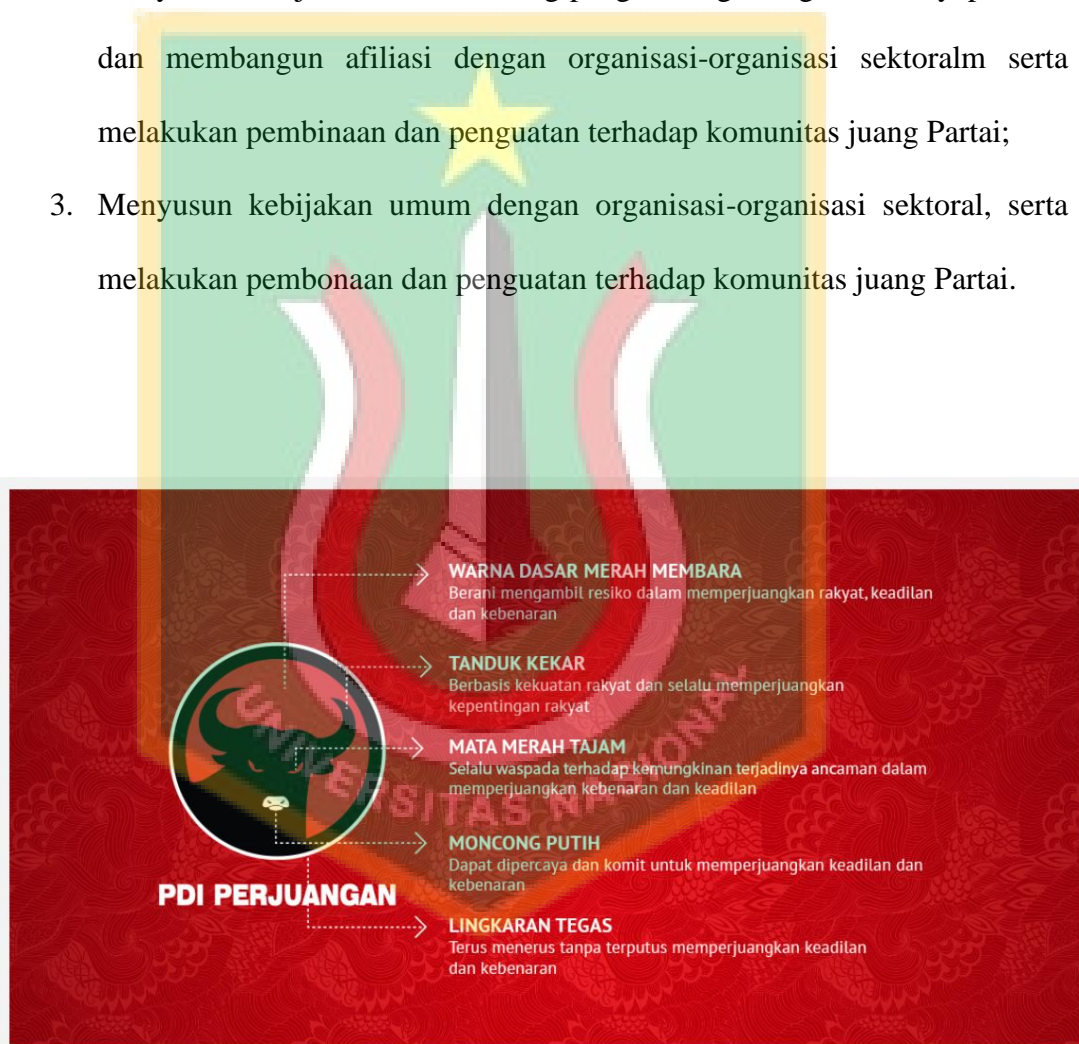 dan membangun afiliasi dengan organisasi-organisasi sektoralm serta
melakukan pembinaan dan penguatan terhadap komunitas juang Partai;
3. Menyusun kebijakan umum dengan organisasi-organisasi sektoral, serta
melakukan pembonaan dan penguatan terhadap komunitas juang Partai.
WARNA DASAR MERAH MEMBARA
Berani mengambil resiko dalam memperjuangkan rakyat, keadilan
dan kebenaran
TANDUK KEKAR
Berbasis kekuatan rakyat dan selalu memperjuangkan
kepentingan rakyat
MATA MERAH TAJAM
Selalu waspada terhadap kemungkinan terjadinya ancaman dalam
memperjuangkan kebenaran dan keadilan
MONCONG PUTIH
Dapat dipercaya dan komit untuk memperjuangkan keadilan dan
kebenaran
PDI PERJUANGAN
LINGKARAN TEGAS
Terus menerus tanpa terputus memperjuangkan keadilan
dan kebenaran
UNIVERSITAS NASIONAL